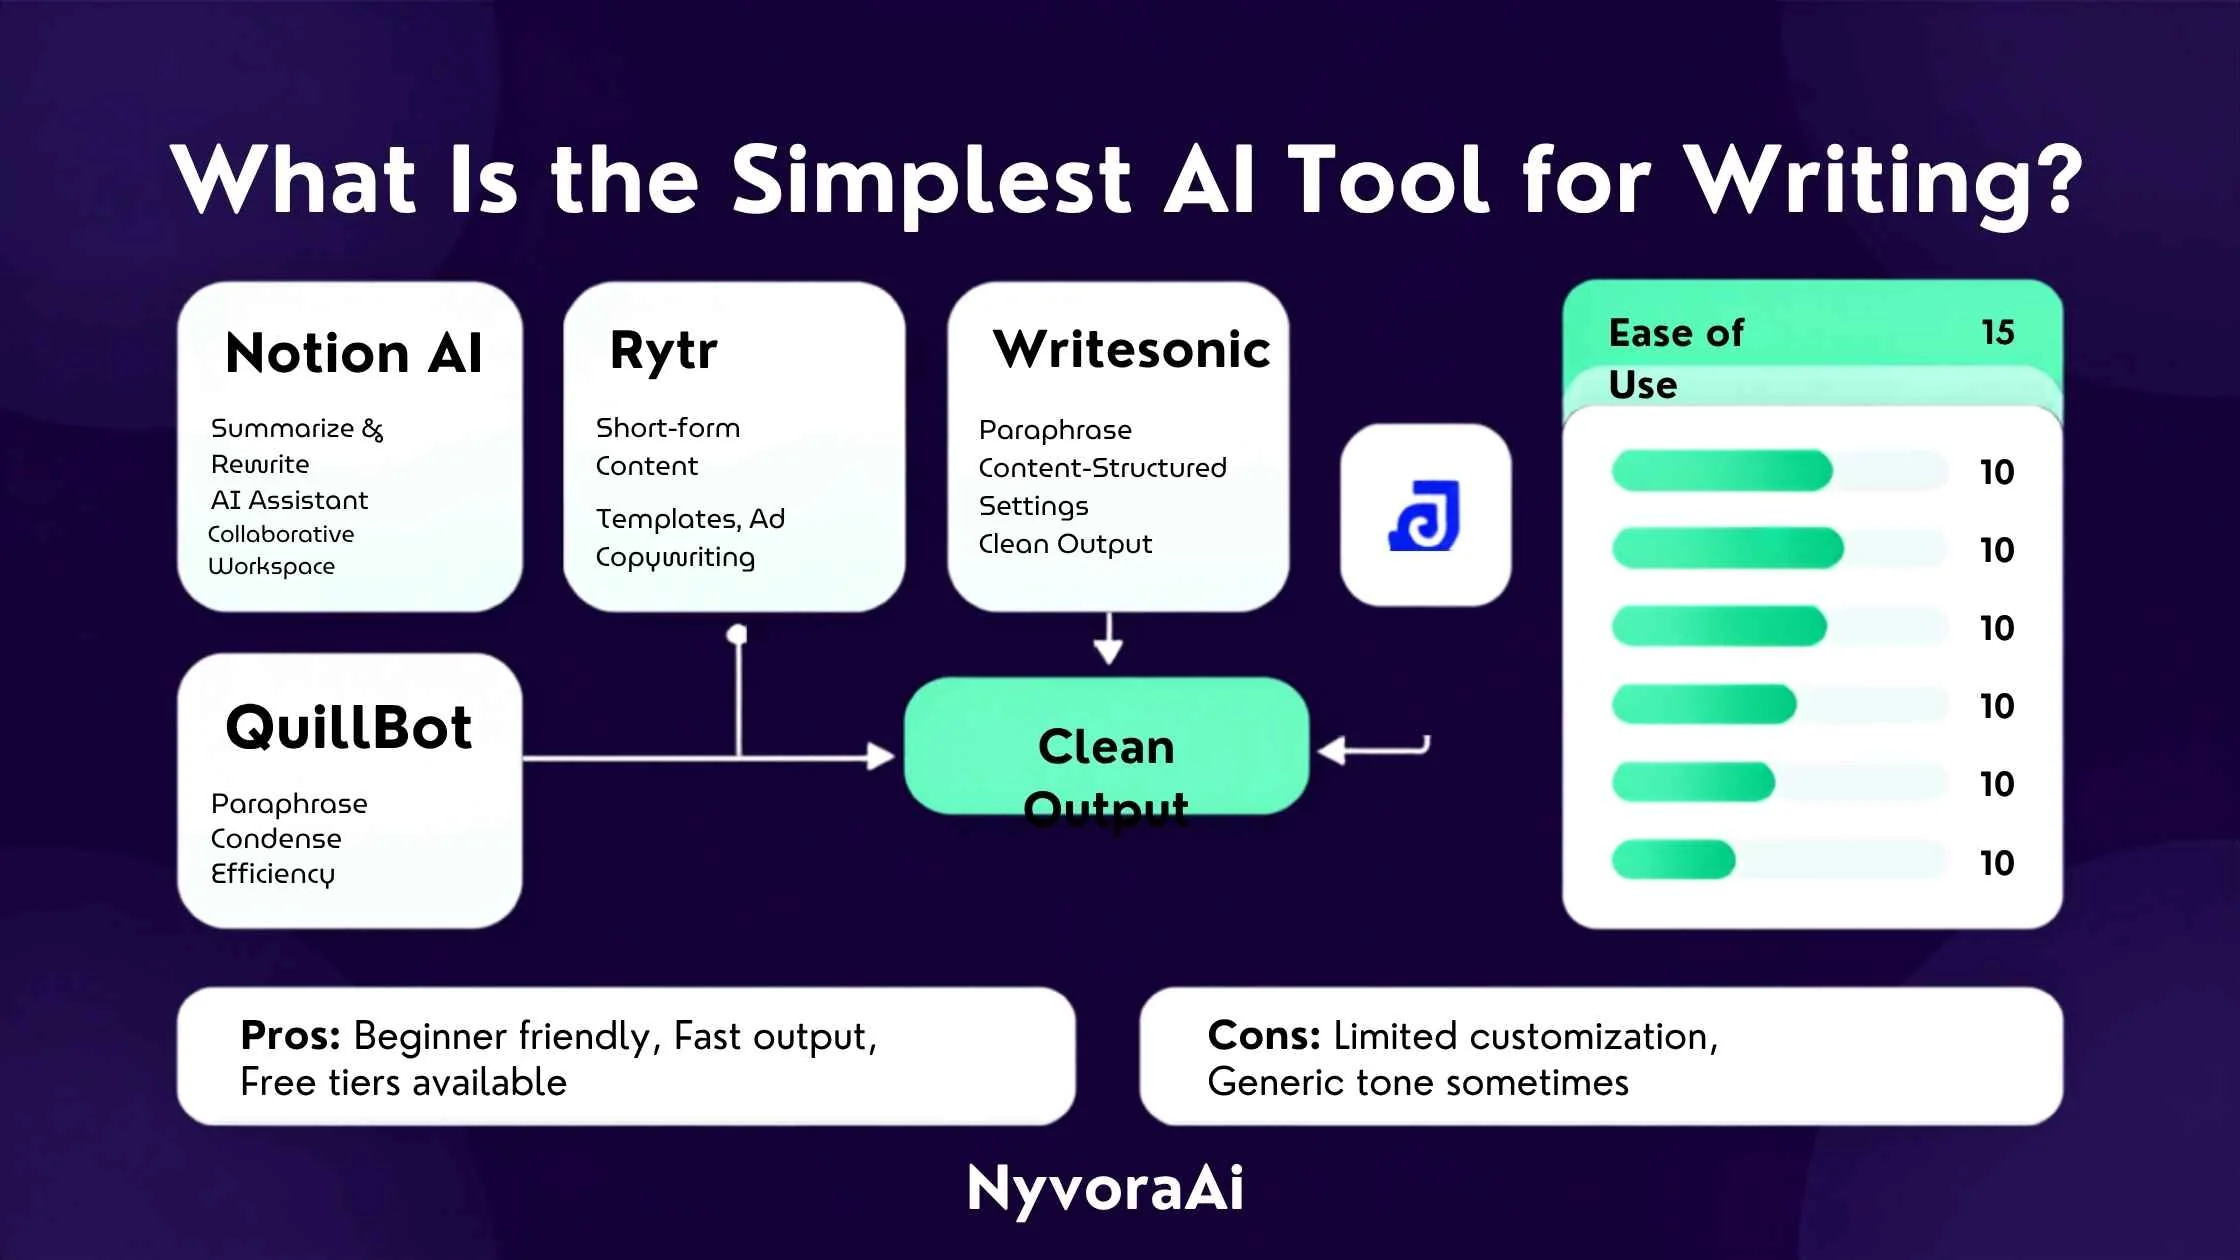 What Is the Simplest AI Tool for Writing?
Notion AI
Summarize &
Rewrite
AI Assistant
Collaborative
Workspace
Rytr
Short-form
Content
Templates, Ad
Copywriting
Writesonic
Paraphrase
Content-Structured
Settings
Clean Output
QuillBot
Paraphrase
Condense
Efficiency
Clean
Output
Ease of 15
Use
10
10
10
10
10
10
Pros: Beginner friendly, Fast output,
Free tiers available
Cons: Limited customization,
Generic tone sometimes
NyvoraAi